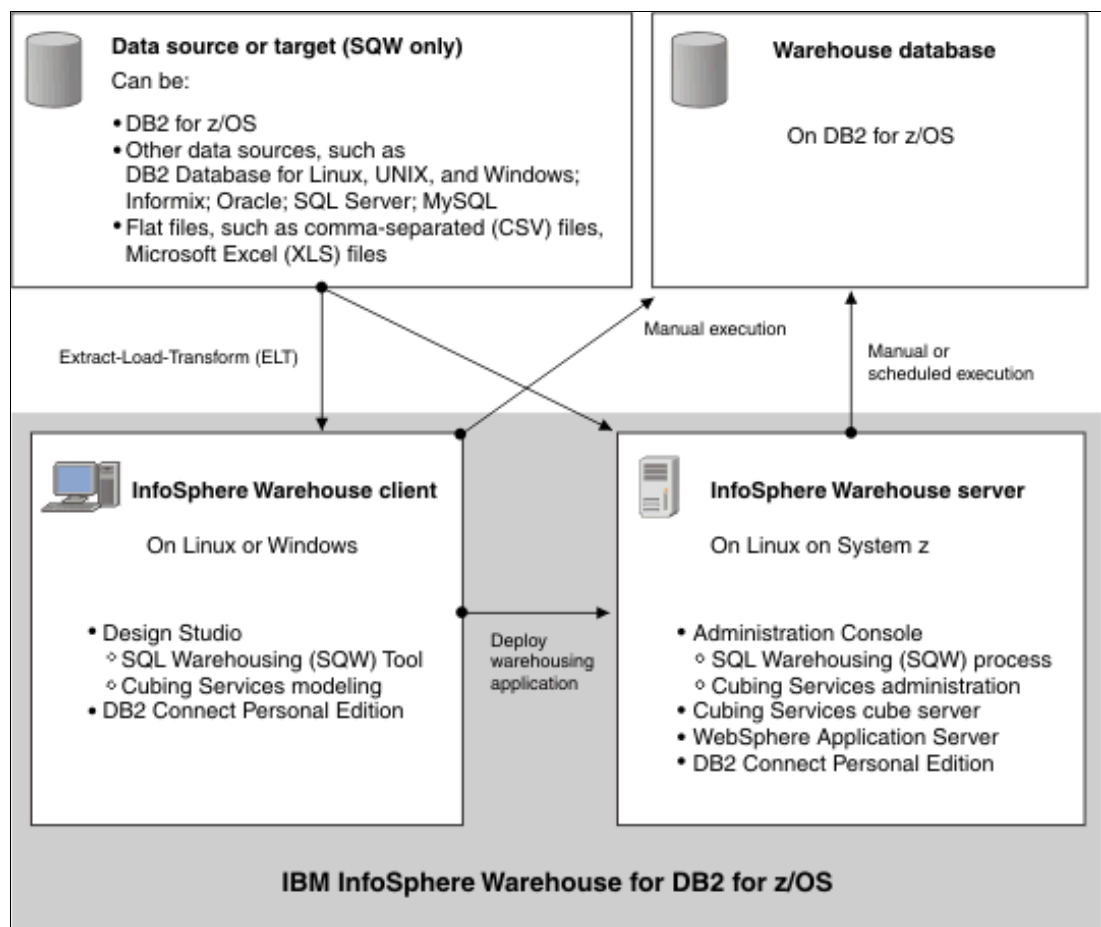 Data source or target (SQW only)
Can be:
• DB2 for z/OS
• Other data sources, such as
DB2 Database for Linux, UNIX, and Windows;
Informix; Oracle; SQL Server; MySQL
• Flat files, such as comma-separated (CSV) files,
Microsoft Excel (XLS) files
Warehouse database
On DB2 for z/OS
Extract-Load-Transform (ELT)
Manual execution
Manual or
scheduled execution
InfoSphere Warehouse client
On Linux or Windows
• Design Studio
◦ SQL Warehousing (SQW) Tool
◦ Cubing Services modeling
• DB2 Connect Personal Edition
Deploy
warehousing
application
InfoSphere Warehouse server
On Linux on System z
• Administration Console
◦ SQL Warehousing (SQW) process
◦ Cubing Services administration
• Cubing Services cube server
• WebSphere Application Server
• DB2 Connect Personal Edition
IBM InfoSphere Warehouse for DB2 for z/OS